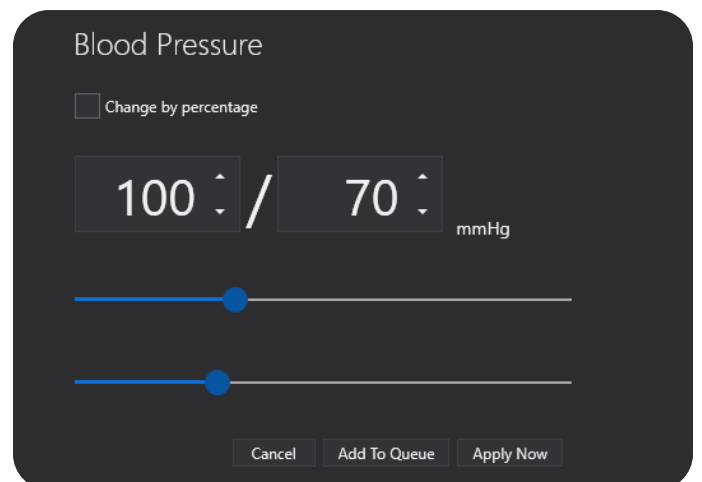 Blood Pressure
Change by percentage
100 / 70 mmHg
Cancel Add To Queue Apply Now